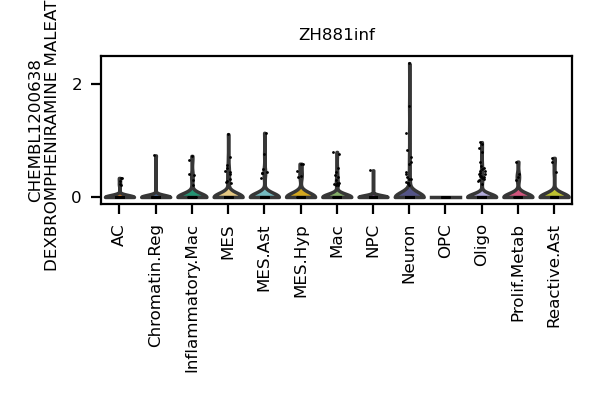 ZH881inf
CHEMBL1200638
DEXBROMPHENIRAMINE MALEAT
2
0
AC
Chromatin.Reg
Inflammatory.Mac
MES
MES.Ast
MES.Hyp
Mac
NPC
Neuron
OPC
Oligo
Prolif.Metab
Reactive.Ast